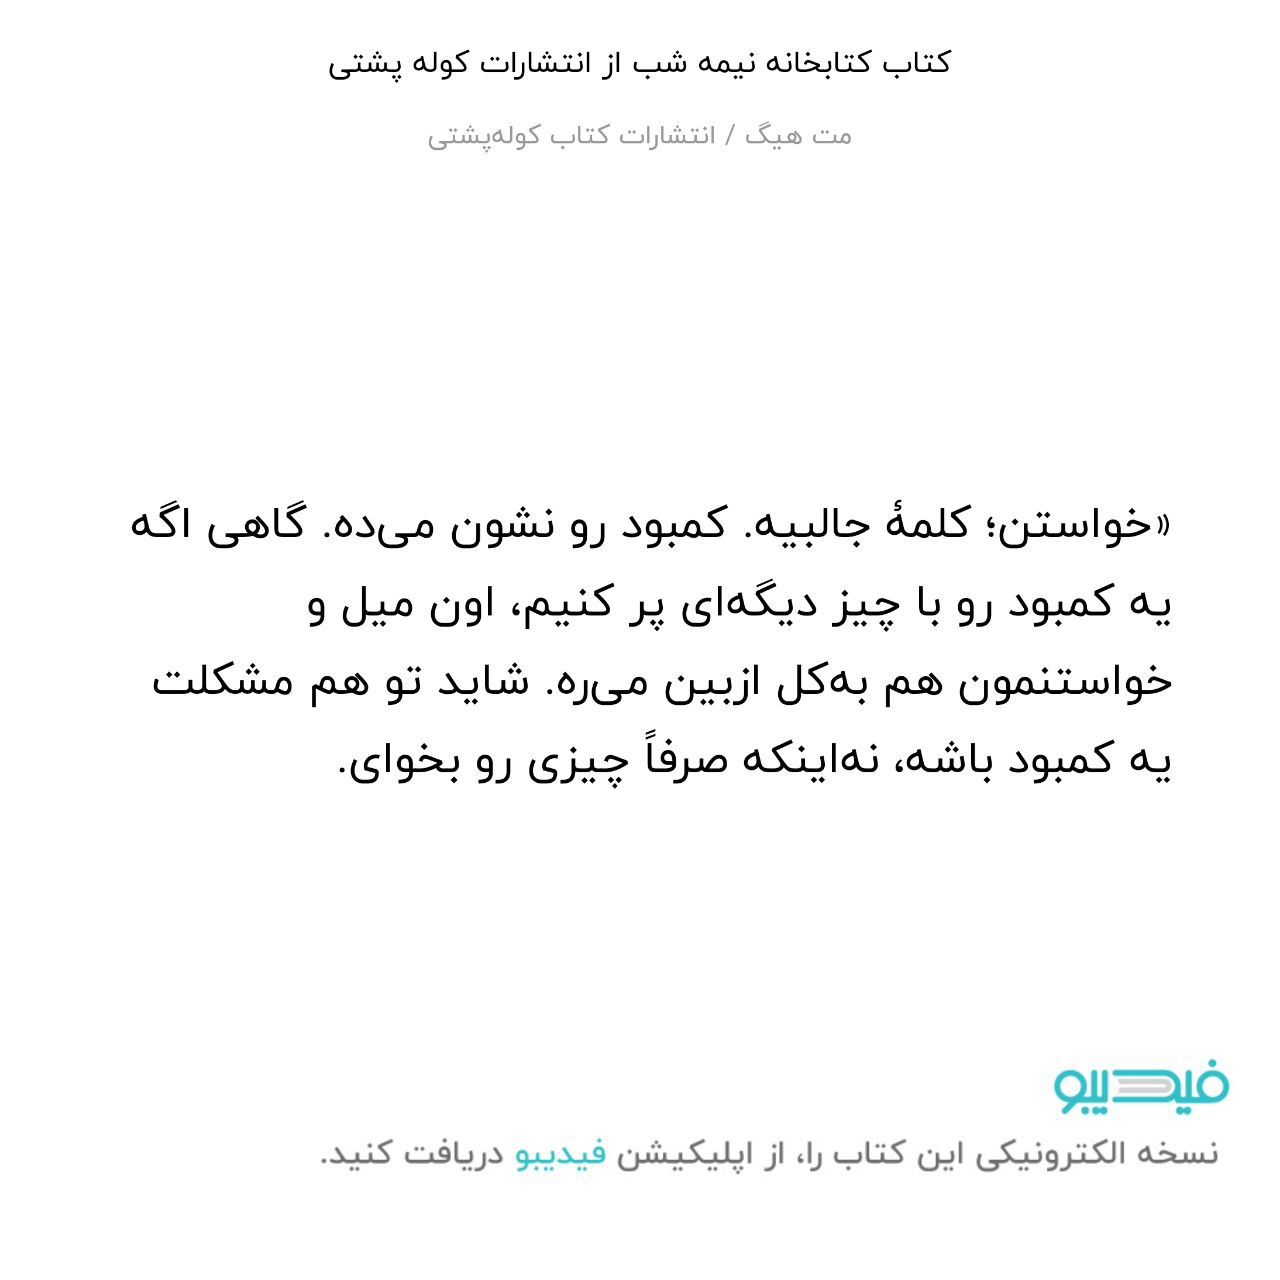 کتاب کتابخانه نیمه شب از انتشارات کوله پشتی
مت هیگ / انتشارات کتاب کوله‌پشتی
«خواستن؛ کلمهٔ جالبیه. کمبود رو نشون می‌ده. گاهی اگه
یه کمبود رو با چیز دیگه‌ای پر کنیم، اون میل و
خواستنمون هم به‌کل ازبین می‌ره. شاید تو هم مشکلت
یه کمبود باشه، نه‌اینکه صرفاً چیزی رو بخوای.
فیدیبو
نسخه الکترونیکی این کتاب را، از اپلیکیشن فیدیبو دریافت کنید.